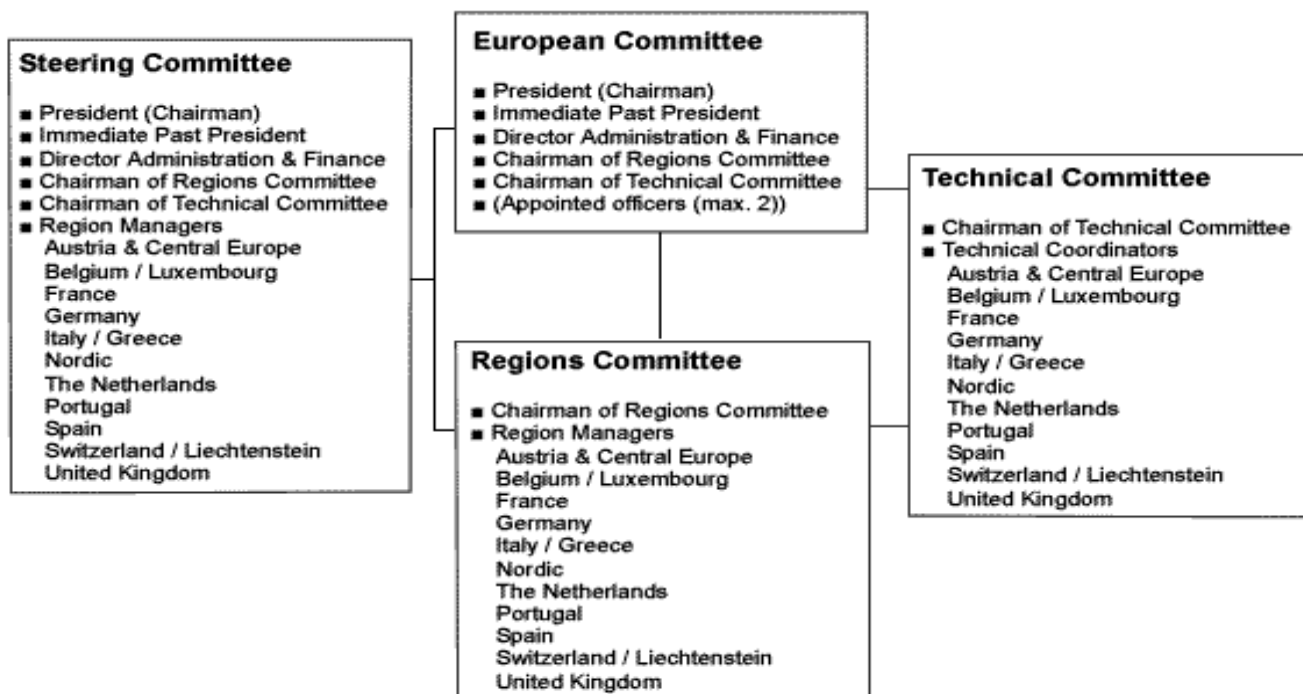 Steering Committee
■ President (Chairman)
■ Immediate Past President
■ Director Administration & Finance
■ Chairman of Regions Committee
■ Chairman of Technical Committee
■ Region Managers
Austria & Central Europe
Belgium / Luxembourg
France
Germany
Italy / Greece
Nordic
The Netherlands
Portugal
Spain
Switzerland / Liechtenstein
United Kingdom
European Committee
■ President (Chairman)
■ Immediate Past President
■ Director Administration & Finance
■ Chairman of Regions Committee
■ Chairman of Technical Committee
■ (Appointed officers (max. 2))
Regions Committee
■ Chairman of Regions Committee
■ Region Managers
Austria & Central Europe
Belgium / Luxembourg
France
Germany
Italy / Greece
Nordic
The Netherlands
Portugal
Spain
Switzerland / Liechtenstein
United Kingdom
Technical Committee
■ Chairman of Technical Committee
■ Technical Coordinators
Austria & Central Europe
Belgium / Luxembourg
France
Germany
Italy / Greece
Nordic
The Netherlands
Portugal
Spain
Switzerland / Liechtenstein
United Kingdom